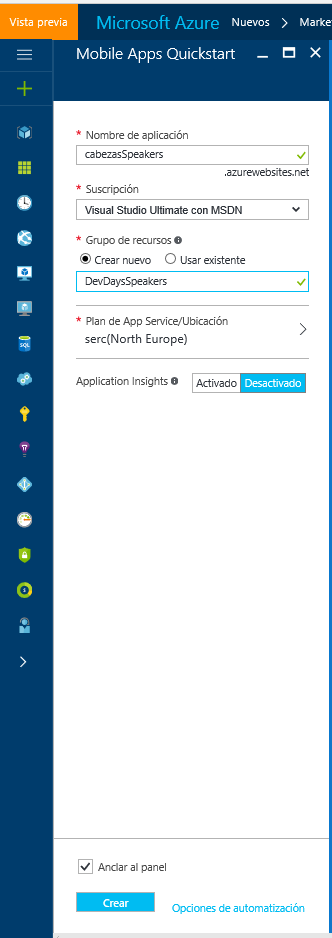 Vista previa
Microsoft Azure Nuevos
Mobile Apps Quickstart
* Nombre de aplicación
cabezasSpeakers
.azurewebsites.net
* Suscripción
Visual Studio Ultimate con MSDN
* Grupo de recursos
Crear nuevo Usar existente
DevDaysSpeakers
* Plan de App Service/Ubicación
serc(North Europe)
Application Insights Activado Desactivado
SQL
Anclar al panel
Crear Opciones de automatización